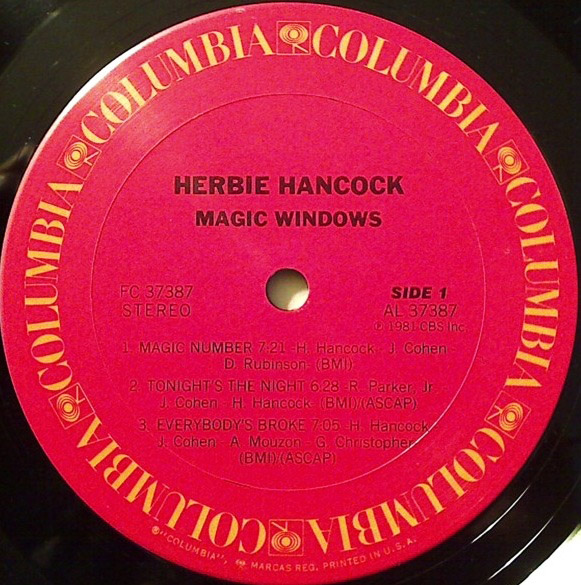 COLUMBIA COLUMBIA COLUMBIA COLUMBIA COLUMBIA COLUMBIA COLUMBIA COLUMBIA
HERBIE HANCOCK
MAGIC WINDOWS
FC 37387
STEREO
SIDE 1
AL 37387
© 1981 CBS Inc.
1. MAGIC NUMBER 7:21 -H. Hancock- J. Cohen-
D. Rubinson- (BMI)
2. TONIGHT'S THE NIGHT 6:28 -R. Parker, Jr.-
J. Cohen- H. Hancock- (BMI)/(ASCAP)
3. EVERYBODY'S BROKE 7:05 -H. Hancock-
J. Cohen- A. Mouzon- G. Christopher-
(BMI)/(ASCAP)
®"COLUMBIA", MARCAS REG. PRINTED IN U.S.A.